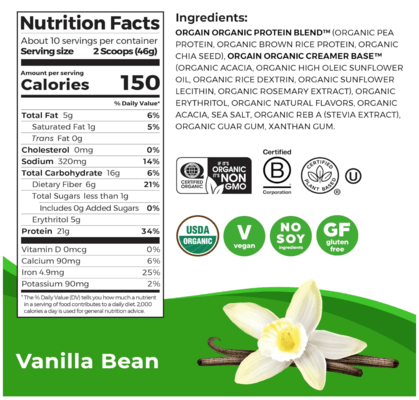 Nutrition Facts
About 10 servings per container
Serving size 2 Scoops (46g)
Amount per serving
Calories 150
% Daily Value*
Total Fat 5g 6%
Saturated Fat 1g 5%
Trans Fat 0g
Cholesterol 0mg 0%
Sodium 320mg 14%
Total Carbohydrate 16g 6%
Dietary Fiber 6g 21%
Total Sugars less than 1g
Includes 0g Added Sugars 0%
Erythritol 5g
Protein 21g 34%
Vitamin D 0mcg 0%
Calcium 90mg 6%
Iron 4.9mg 25%
Potassium 90mg 2%
*The % Daily Value (DV) tells you how much a nutrient
in a serving of food contributes to a daily diet. 2,000
calories a day is used for general nutrition advice.
Ingredients:
ORGAIN ORGANIC PROTEIN BLEND™ (ORGANIC PEA
PROTEIN, ORGANIC BROWN RICE PROTEIN, ORGANIC
CHIA SEED), ORGAIN ORGANIC CREAMER BASE™
(ORGANIC ACACIA, ORGANIC HIGH OLEIC SUNFLOWER
OIL, ORGANIC RICE DEXTRIN, ORGANIC SUNFLOWER
LECITHIN, ORGANIC ROSEMARY EXTRACT), ORGANIC
ERYTHRITOL, ORGANIC NATURAL FLAVORS, ORGANIC
ACACIA, SEA SALT, ORGANIC REB A (STEVIA EXTRACT),
ORGANIC GUAR GUM, XANTHAN GUM.
CERTIFIED
ORGANIC
IF IT'S
ORGANIC
IT'S NON
GMO
Certified
B
Corporation
CERTIFIED
PLANT BASED
U
USDA
ORGANIC
V
vegan
NO
SOY
ingredients
GF
gluten
free
Vanilla Bean